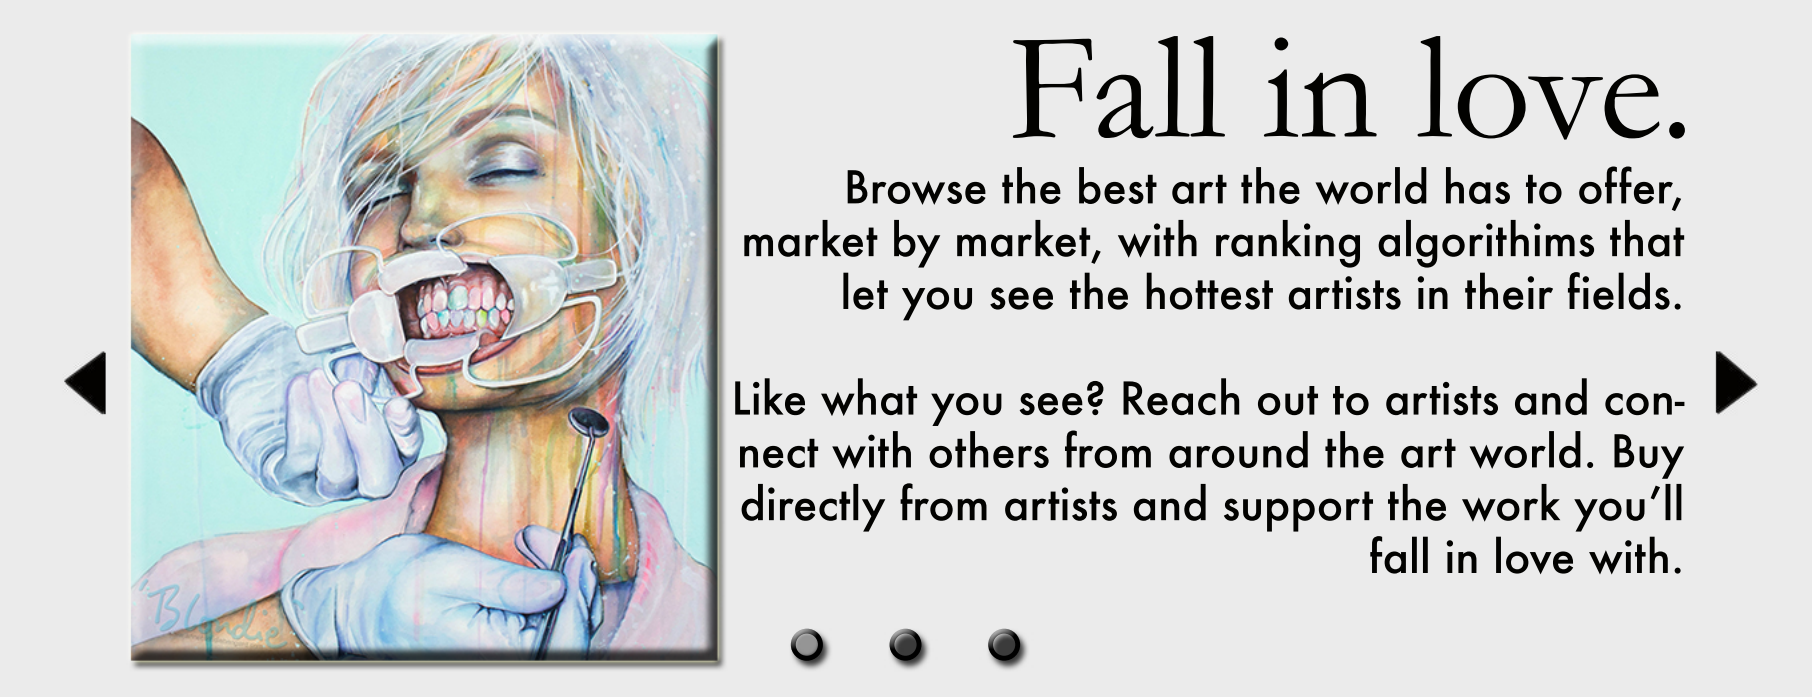 Fall in love.
Browse the best art the world has to offer,
market by market, with ranking algorithims that
let you see the hottest artists in their fields.
Like what you see? Reach out to artists and con-
nect with others from around the art world. Buy
directly from artists and support the work you’ll
fall in love with.
"Blondie"